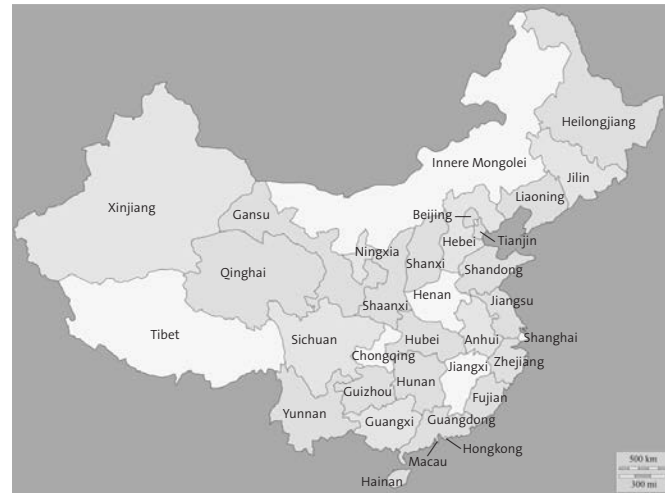 Heilongjiang
Innere Mongolei
Jilin
Liaoning
Xinjiang
Gansu
Beijing
Tianjin
Hebei
Ningxia
Shanxi
Qinghai
Shandong
Henan
Shaanxi
Jiangsu
Tibet
Sichuan
Hubei
Anhui
Shanghai
Chongqing
Zhejiang
Jiangxi
Hunan
Guizhou
Fujian
Yunnan
Guangxi
Guangdong
Hongkong
Macau
Hainan
500 km
300 mi